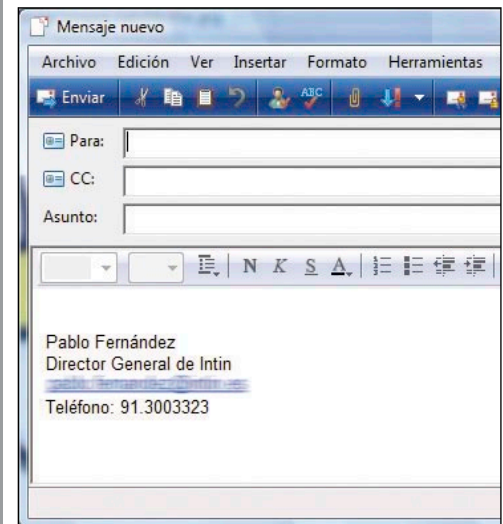 Mensaje nuevo
Archivo Edición Ver Insertar Formato Herramientas
Enviar ABC
Para:
CC:
Asunto:
N K S A
Pablo Fernández
Director General de Intin
Teléfono: 91.3003323